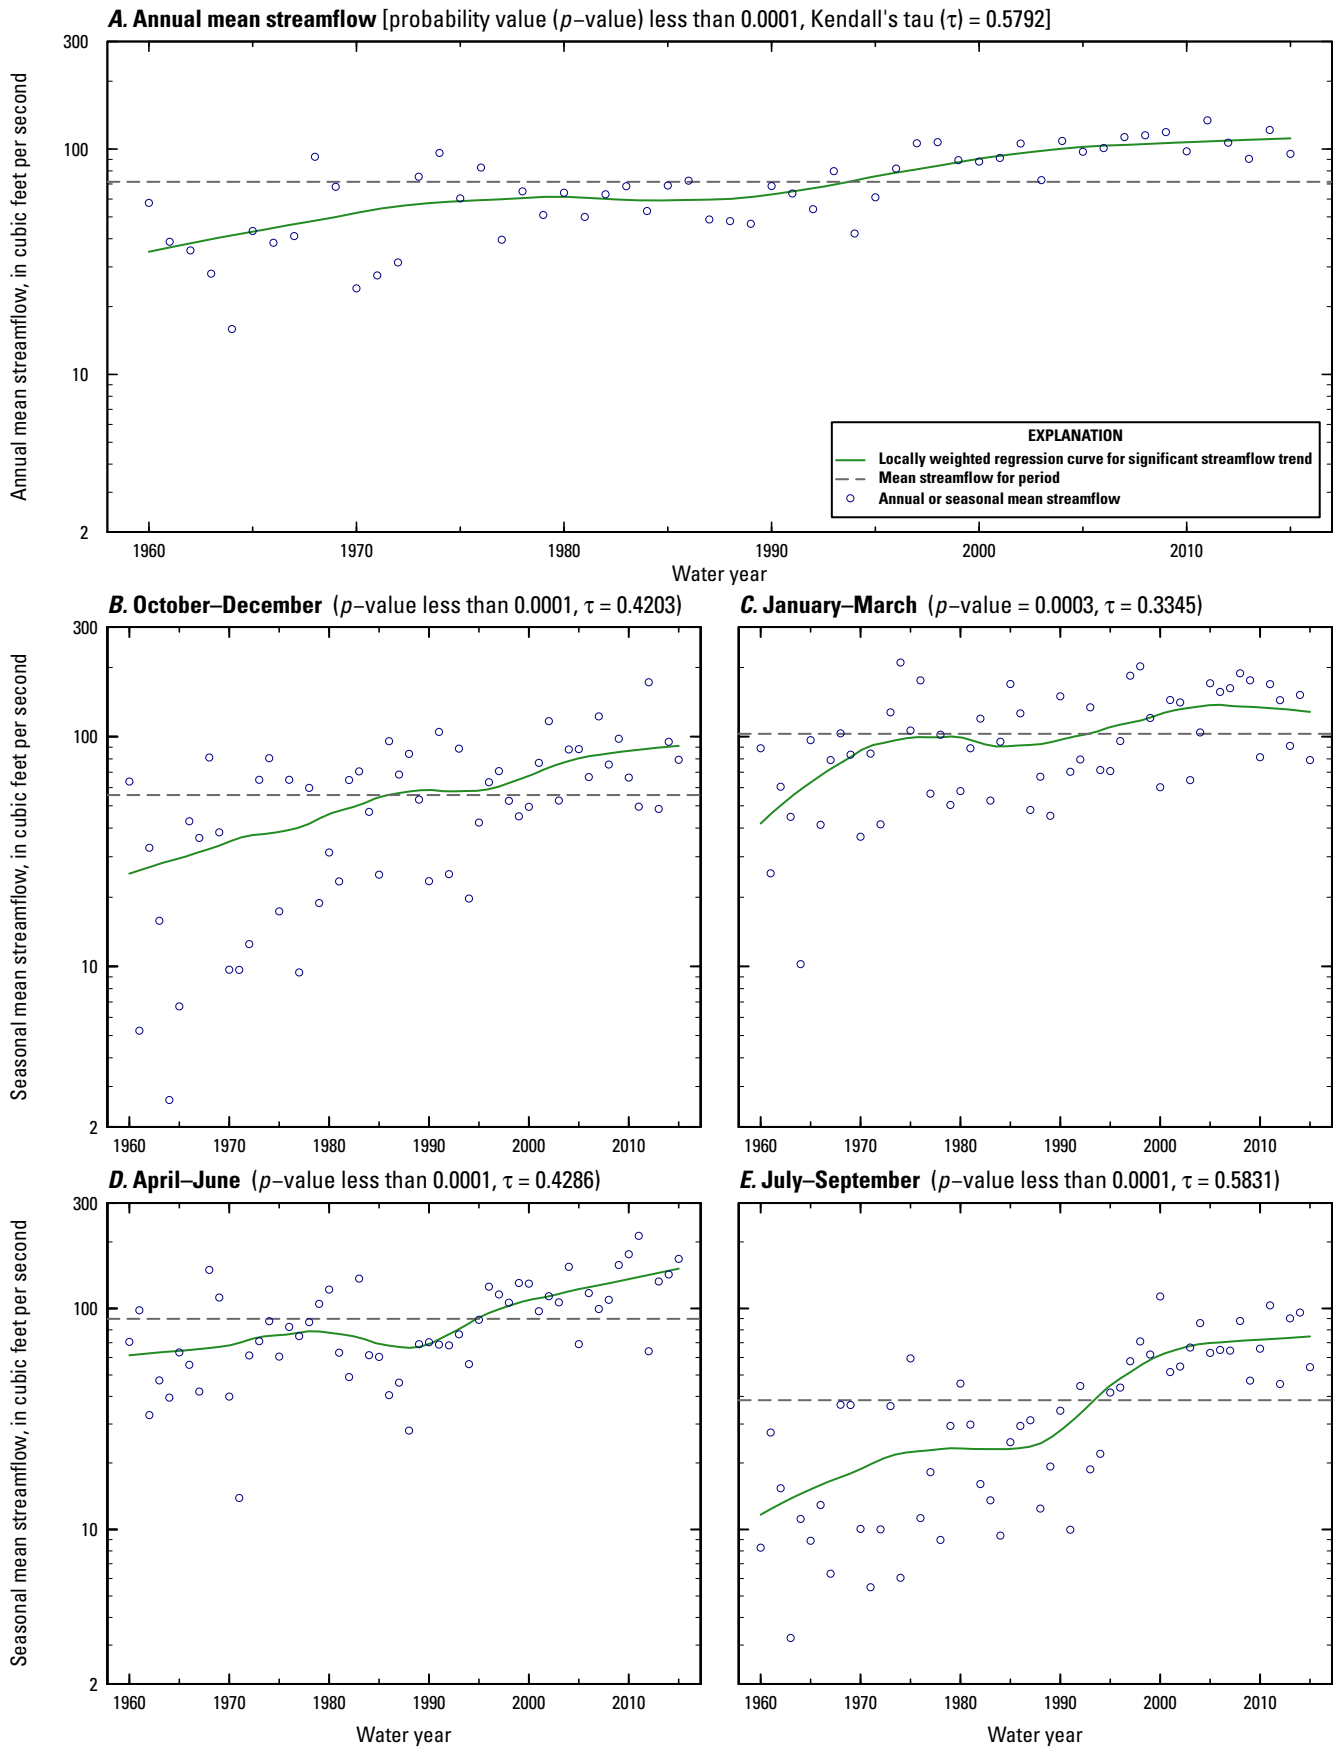 A. Annual mean streamflow [probability value (p–value) less than 0.0001, Kendall's tau (τ) = 0.5792]
300
100
10
2
Annual mean streamflow, in cubic feet per second
EXPLANATION
Locally weighted regression curve for significant streamflow trend
Mean streamflow for period
Annual or seasonal mean streamflow
1960 1970 1980 1990 2000 2010
Water year
B. October–December (p–value less than 0.0001, τ = 0.4203)
300
100
10
2
Seasonal mean streamflow, in cubic feet per second
1960 1970 1980 1990 2000 2010
C. January–March (p–value = 0.0003, τ = 0.3345)
1960 1970 1980 1990 2000 2010
D. April–June (p–value less than 0.0001, τ = 0.4286)
300
100
10
2
Seasonal mean streamflow, in cubic feet per second
1960 1970 1980 1990 2000 2010
Water year
E. July–September (p–value less than 0.0001, τ = 0.5831)
1960 1970 1980 1990 2000 2010
Water year